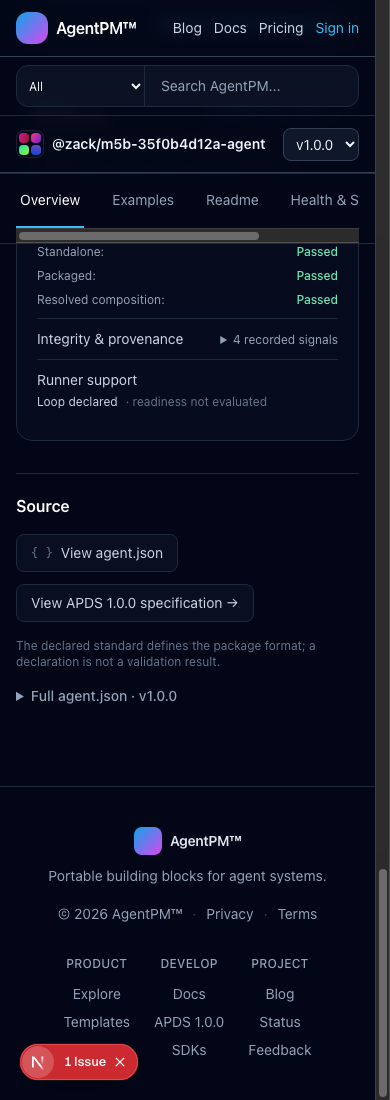 AgentPM™
Blog Docs Pricing Sign in
All Search AgentPM...
@zack/m5b-35f0b4d12a-agent v1.0.0
Overview Examples Readme Health & S
Standalone: Passed
Packaged: Passed
Resolved composition: Passed
Integrity & provenance ▶ 4 recorded signals
Runner support
Loop declared · readiness not evaluated
Source
{ } View agent.json
View APDS 1.0.0 specification →
The declared standard defines the package format; a
declaration is not a validation result.
▶ Full agent.json · v1.0.0
AgentPM™
Portable building blocks for agent systems.
© 2026 AgentPM™ · Privacy · Terms
PRODUCT DEVELOP PROJECT
Explore Docs Blog
Templates APDS 1.0.0 Status
SDKs Feedback
N 1 Issue ×